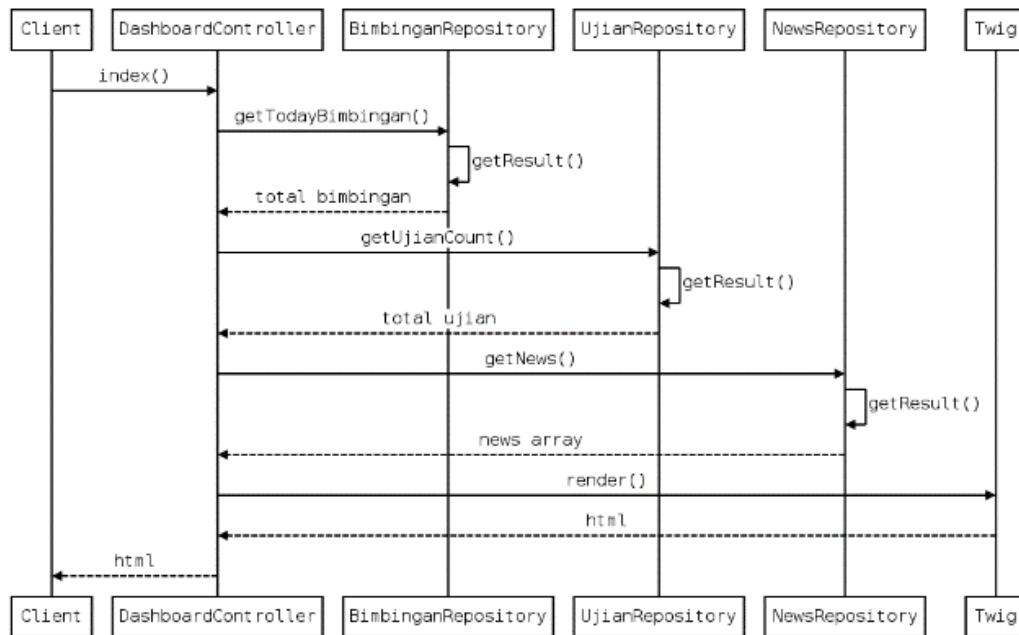 Client DashboardController BimbinganRepository UjianRepository NewsRepository Twig
index()
getTodayBimbingan()
getResult()
total bimbingan
getUjianCount()
getResult()
total ujian
getNews()
getResult()
news array
render()
html
html
Client DashboardController BimbinganRepository UjianRepository NewsRepository Twig